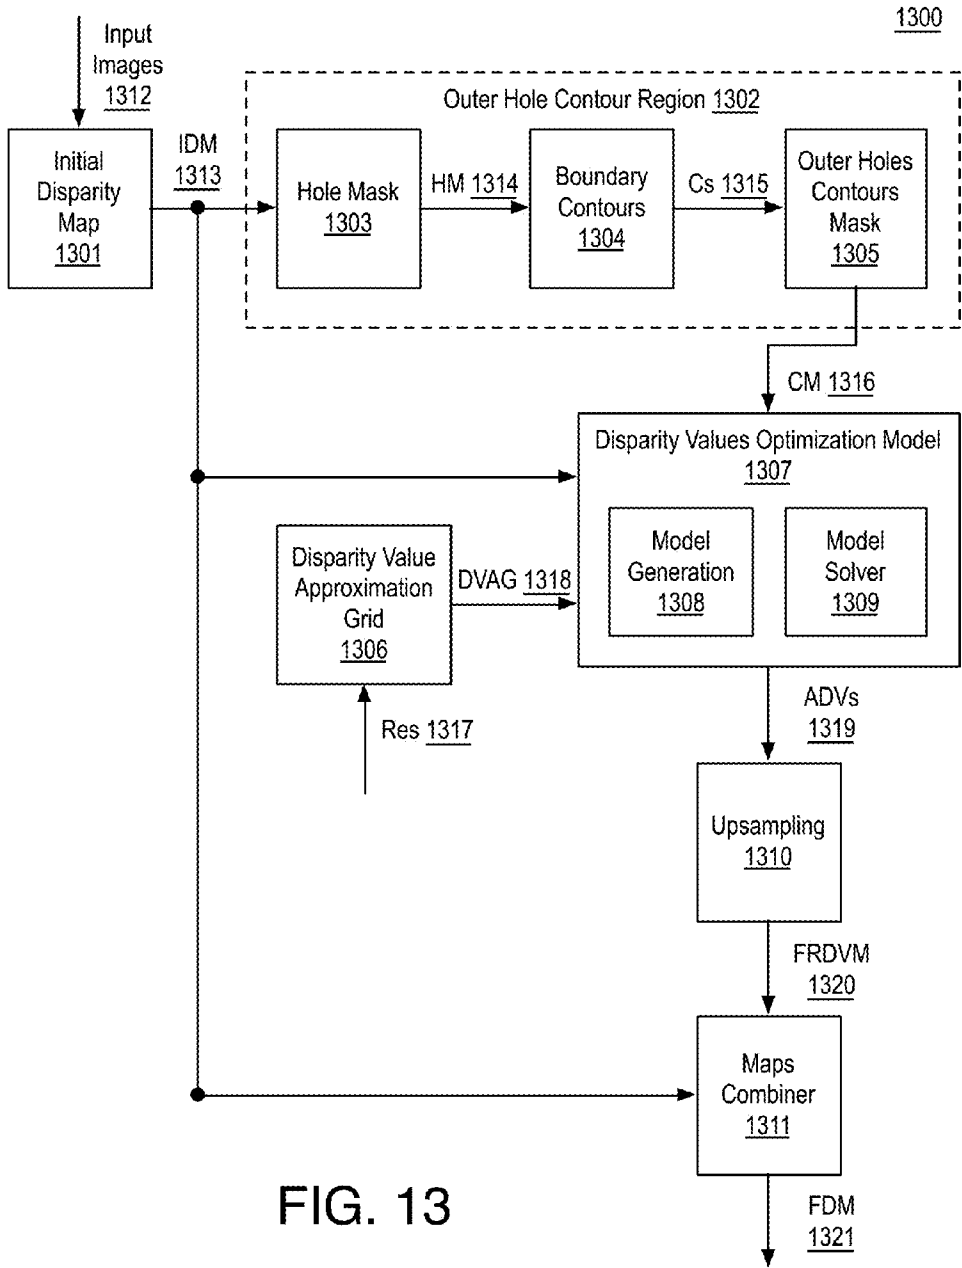 1300
Input
Images
1312
Outer Hole Contour Region 1302
Initial
Disparity
Map
1301
IDM
1313
Hole Mask
1303
HM 1314
Boundary
Contours
1304
Cs 1315
Outer Holes
Contours
Mask
1305
CM 1316
Disparity Values Optimization Model
1307
Model
Generation
1308
Model
Solver
1309
Disparity Value
Approximation
Grid
1306
DVAG 1318
Res 1317
ADVs
1319
Upsampling
1310
FRDVM
1320
Maps
Combiner
1311
FDM
1321
FIG. 13